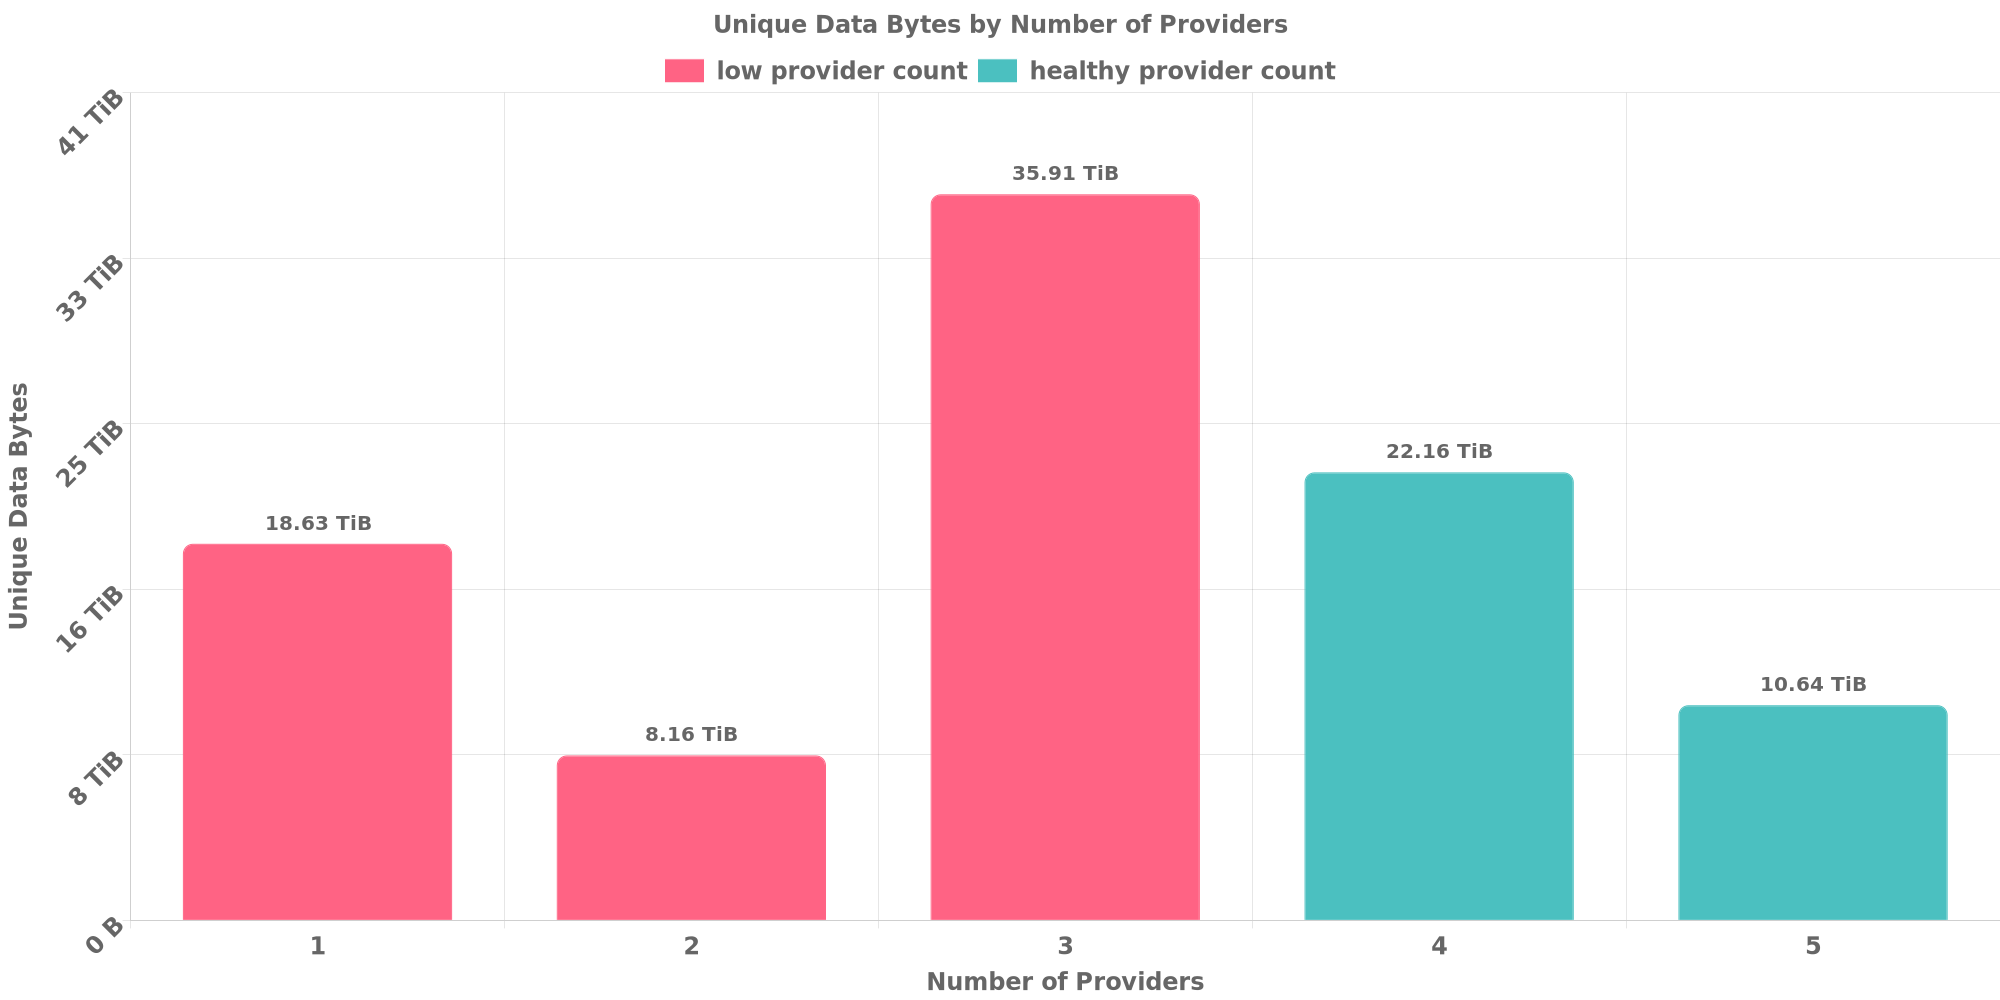 Unique Data Bytes by Number of Providers
low provider count healthy provider count
41 TiB
33 TiB
25 TiB
16 TiB
8 TiB
0 B
Unique Data Bytes
18.63 TiB
8.16 TiB
35.91 TiB
22.16 TiB
10.64 TiB
1 2 3 4 5
Number of Providers